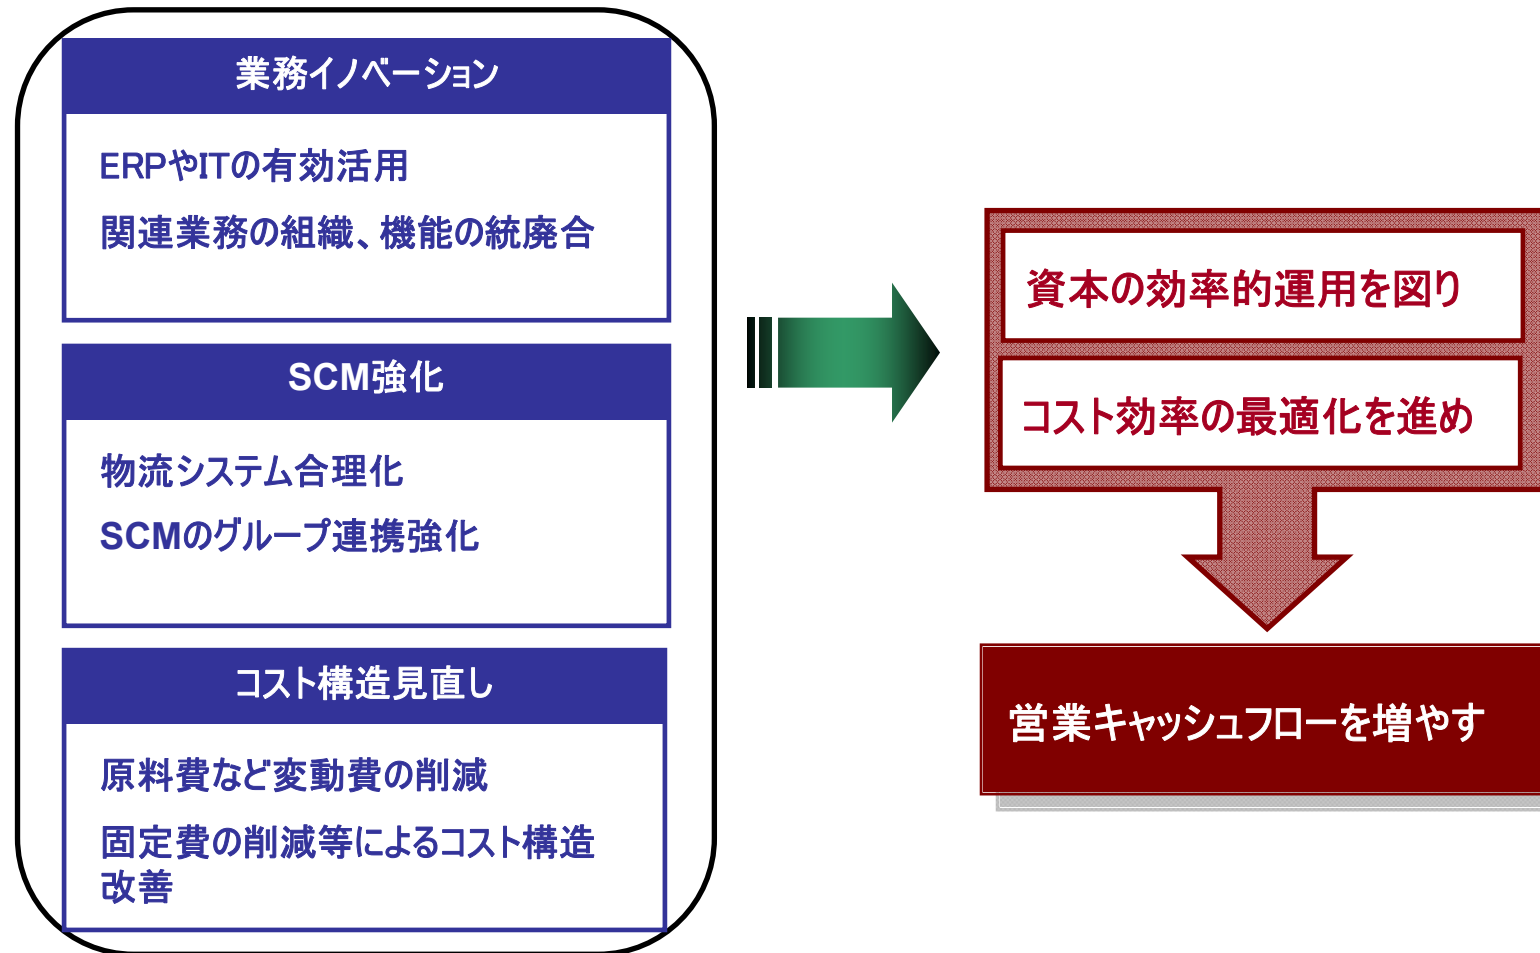 業務イノベーション
ERPやITの有効活用
関連業務の組織、機能の統廃合
SCM強化
物流システム合理化
SCMのグループ連携強化
コスト構造見直し
原料費など変動費の削減
固定費の削減等によるコスト構造
改善
資本の効率的運用を図り
コスト効率の最適化を進め
営業キャッシュフローを増やす